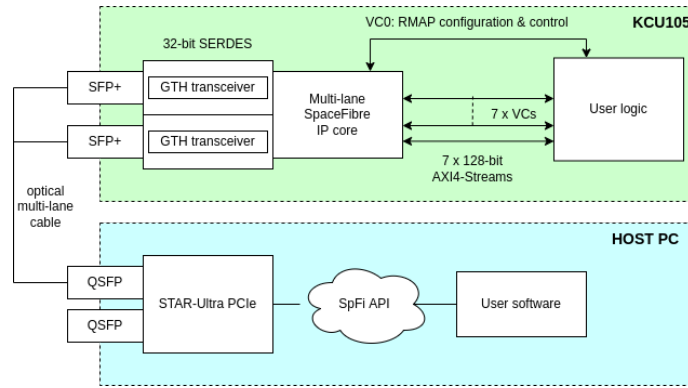 VC0: RMAP configuration & control
KCU105
32-bit SERDES
SFP+
GTH transceiver
SFP+
GTH transceiver
Multi-lane
SpaceFibre
IP core
7 x VCs
User logic
7 x 128-bit
AXI4-Streams
optical
multi-lane
cable
HOST PC
QSFP
QSFP
STAR-Ultra PCIe
SpFi API
User software